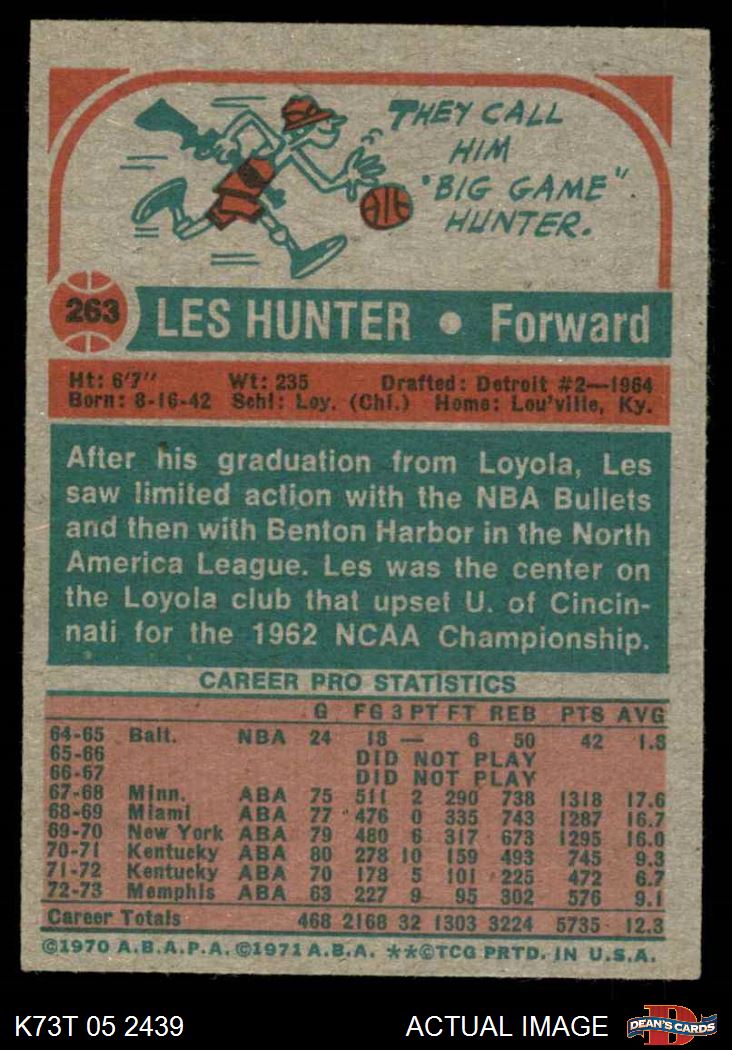 THEY CALL
HIM
"BIG GAME"
HUNTER.
263 LES HUNTER • Forward
Ht: 6'7" Wt: 235 Drafted: Detroit #2—1964
Born: 8-16-42 Schl: Loy. (Chi.) Home: Lou'ville, Ky.
After his graduation from Loyola, Les
saw limited action with the NBA Bullets
and then with Benton Harbor in the North
America League. Les was the center on
the Loyola club that upset U. of Cincin-
nati for the 1962 NCAA Championship.
CAREER PRO STATISTICS
G FG 3 PT FT REB PTS AVG
64-65 Balt. NBA 24 18 — 6 50 42 1.8
65-66 DID NOT PLAY
66-67 DID NOT PLAY
67-68 Minn. ABA 75 511 2 290 738 1318 17.6
68-69 Miami ABA 77 476 0 335 743 1287 16.7
69-70 New York ABA 79 480 6 317 673 1295 16.0
70-71 Kentucky ABA 80 278 10 159 493 745 9.3
71-72 Kentucky ABA 70 178 5 101 225 472 6.7
72-73 Memphis ABA 63 227 9 95 302 576 9.1
Career Totals 468 2168 32 1303 3224 5735 12.3
©1970 A.B.A.P.A. ©1971 A.B.A. **©TCG PRTD. IN U.S.A.
K73T 05 2439 ACTUAL IMAGE D DEAN'S CARDS